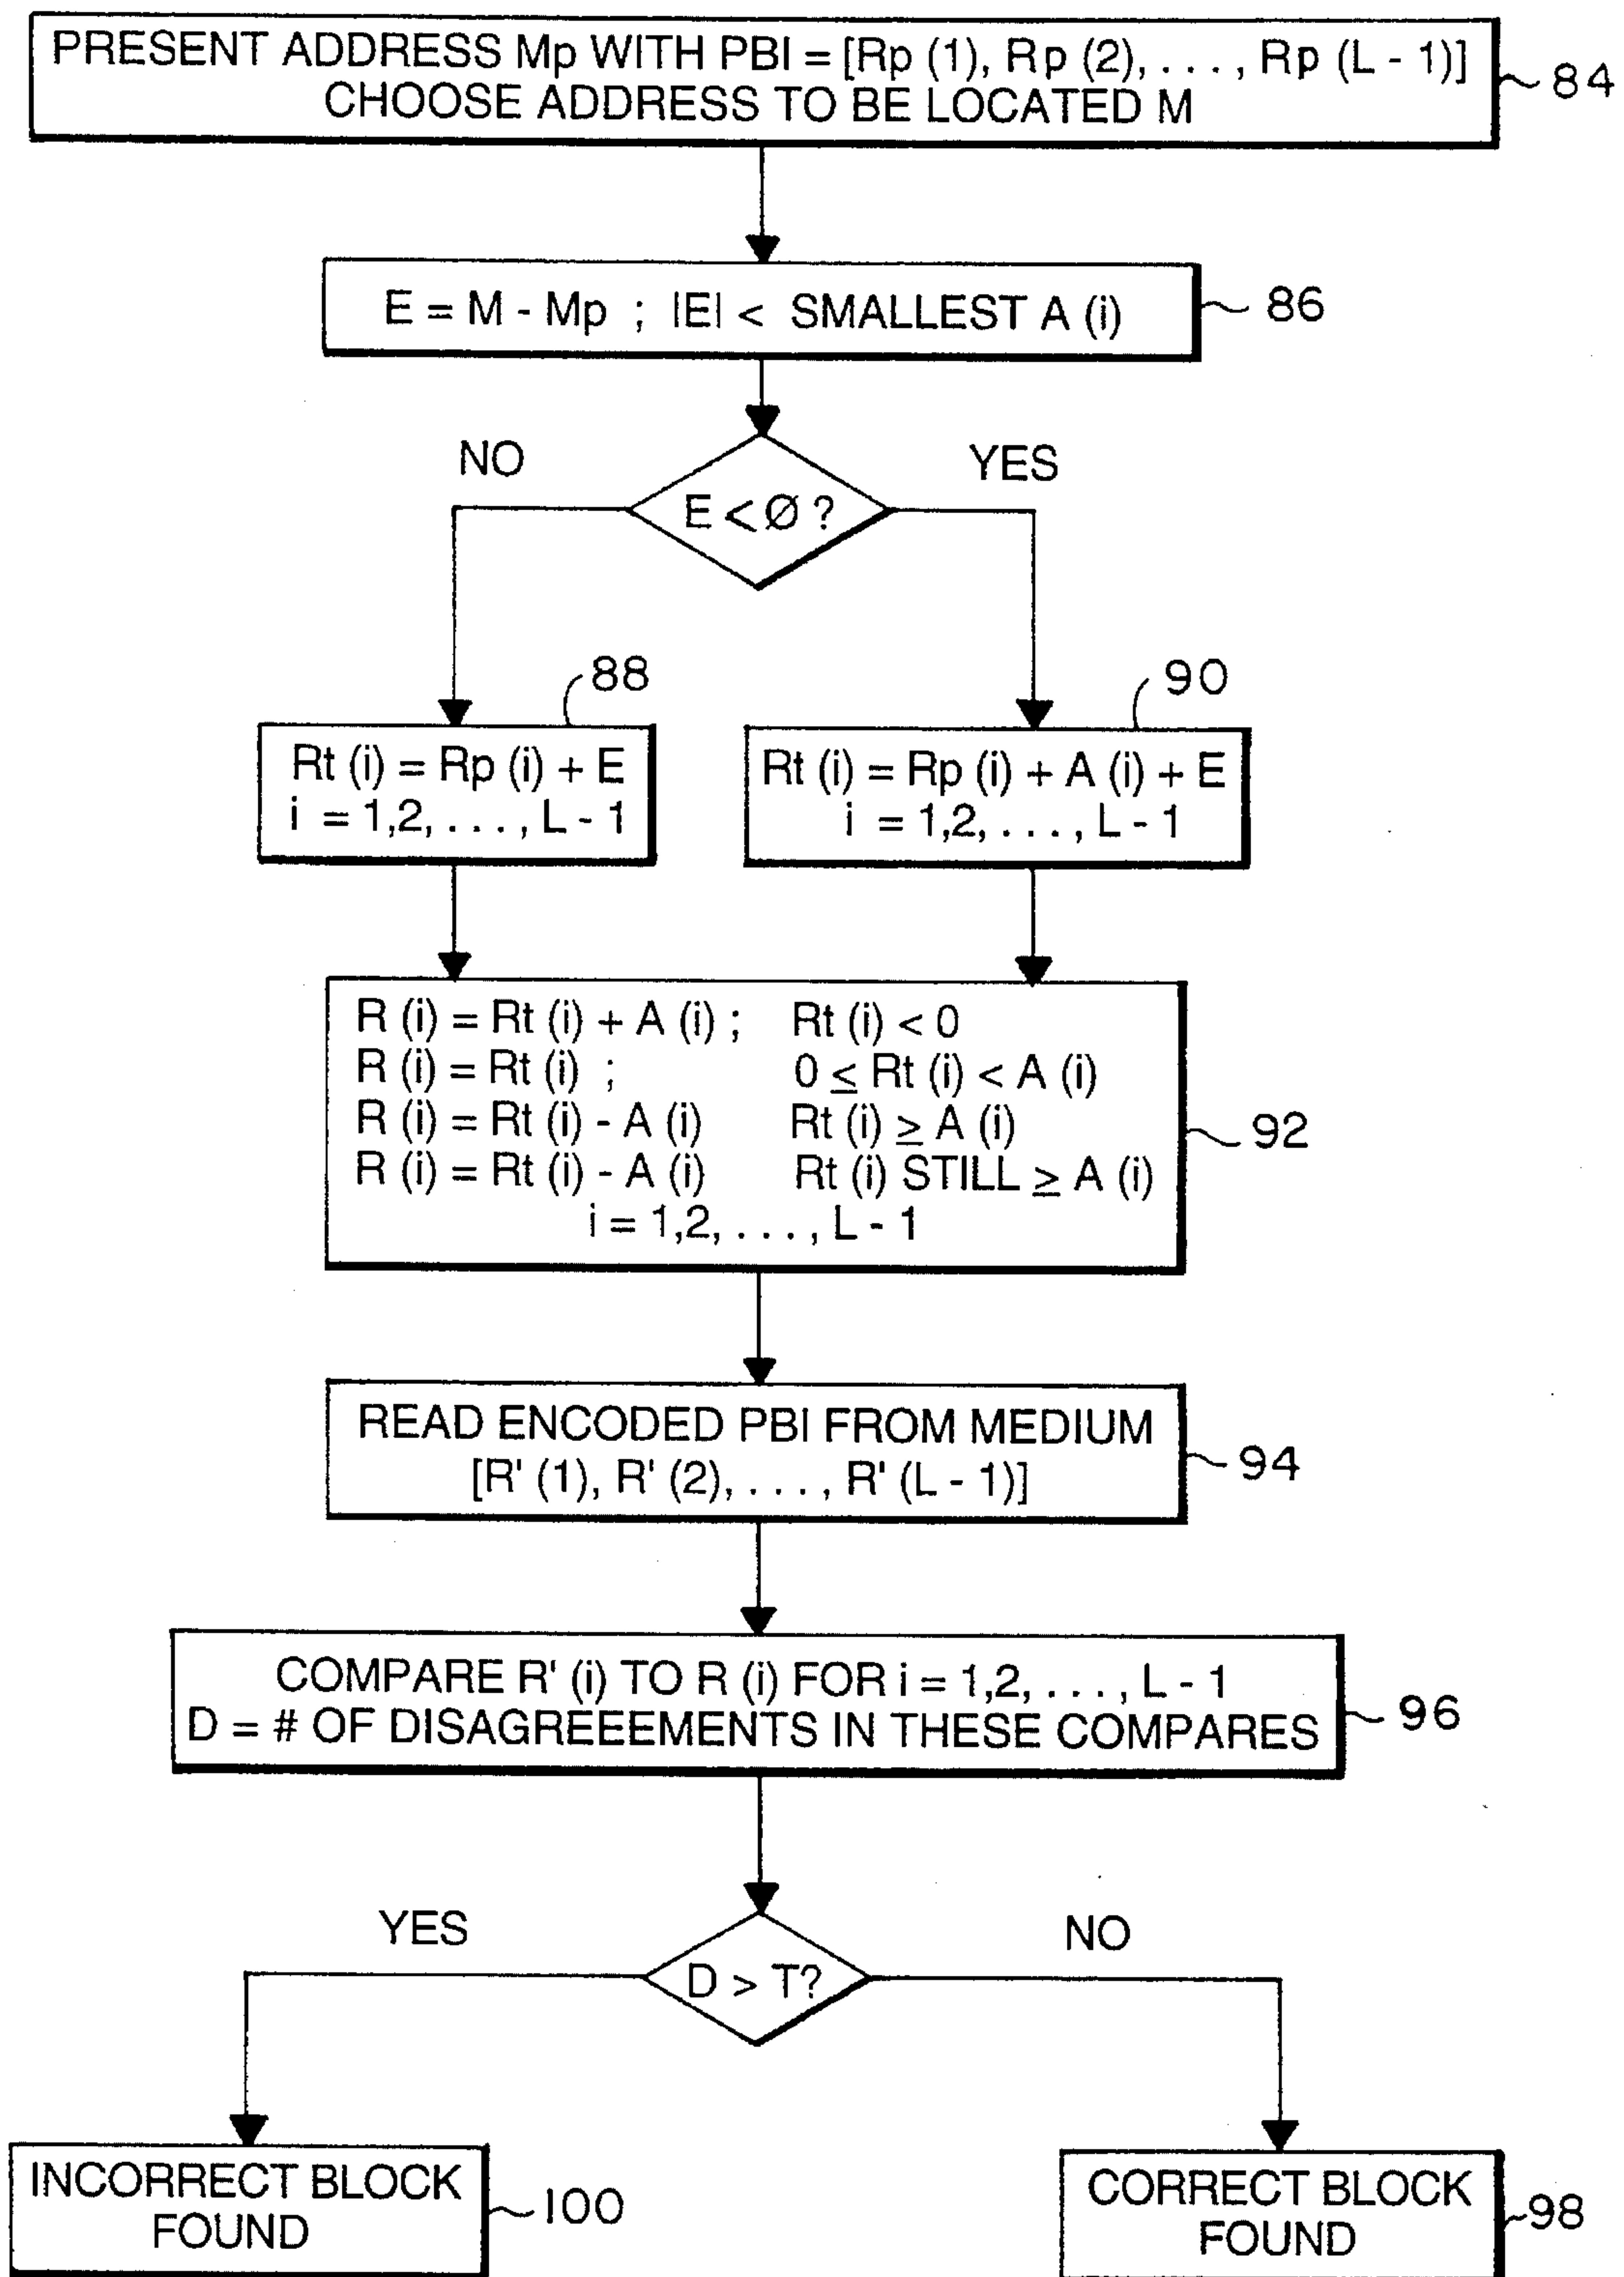 PRESENT ADDRESS Mp WITH PBI = [Rp (1), Rp (2), . . . , Rp (L - 1)]
CHOOSE ADDRESS TO BE LOCATED M
84
E = M - Mp ; |E| < SMALLEST A (i)
86
NO
YES
E < Ø ?
88
90
Rt (i) = Rp (i) + E
i = 1,2, . . . , L - 1
Rt (i) = Rp (i) + A (i) + E
i = 1,2, . . . , L - 1
R (i) = Rt (i) + A (i) ; Rt (i) < 0
R (i) = Rt (i) ; 0 ≤ Rt (i) < A (i)
R (i) = Rt (i) - A (i) Rt (i) ≥ A (i)
R (i) = Rt (i) - A (i) Rt (i) STILL ≥ A (i)
i = 1,2, . . . , L - 1
92
READ ENCODED PBI FROM MEDIUM
[R' (1), R' (2), . . . , R' (L - 1)]
94
COMPARE R' (i) TO R (i) FOR i = 1,2, . . . , L - 1
D = # OF DISAGREEEMENTS IN THESE COMPARES
96
YES
NO
D > T?
INCORRECT BLOCK
FOUND
100
CORRECT BLOCK
FOUND
98